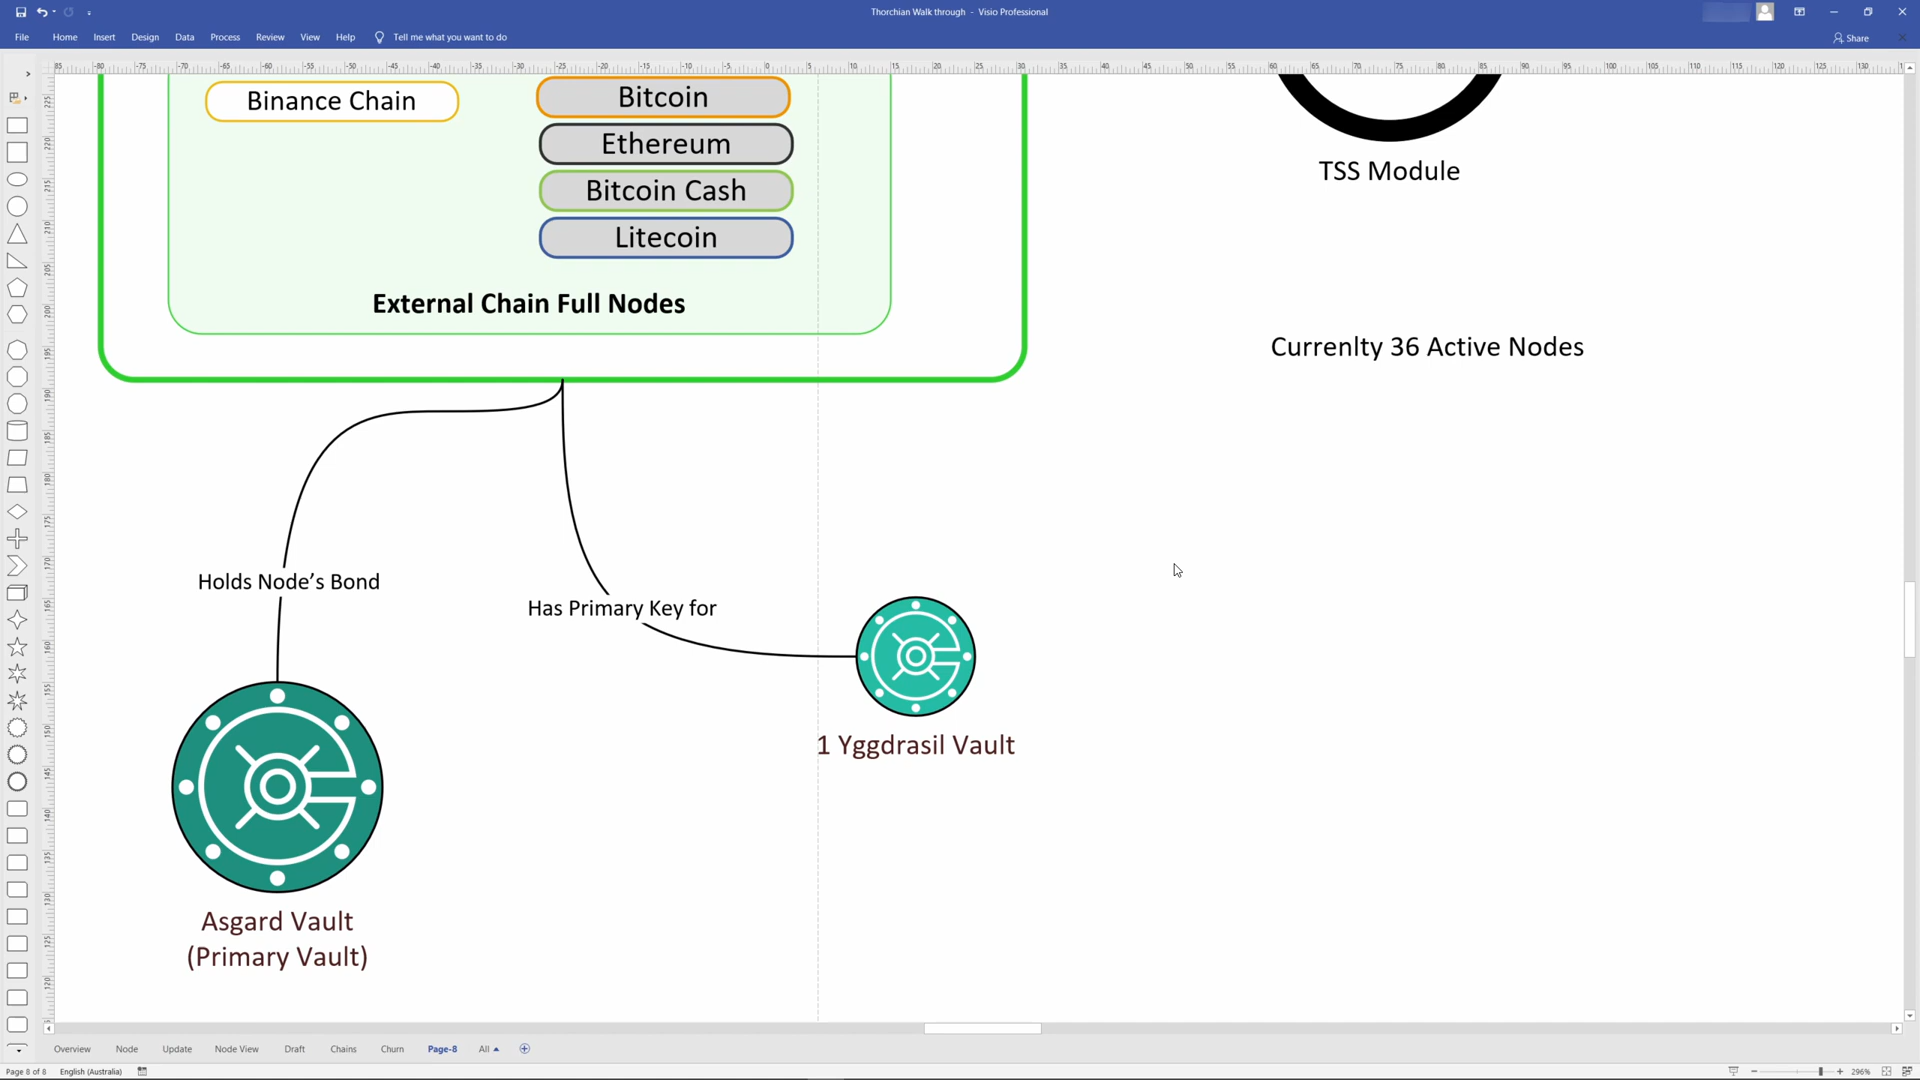 Thorchian Walk through - Visio Professional
File Home Insert Design Data Process Review View Help Tell me what you want to do
Share
Binance Chain
Bitcoin
Ethereum
Bitcoin Cash
Litecoin
External Chain Full Nodes
TSS Module
Currenlty 36 Active Nodes
Holds Node's Bond
Has Primary Key for
1 Yggdrasil Vault
Asgard Vault
(Primary Vault)
Overview Node Update Node View Draft Chains Churn Page-8 All
Page 8 of 8 English (Australia)
296%